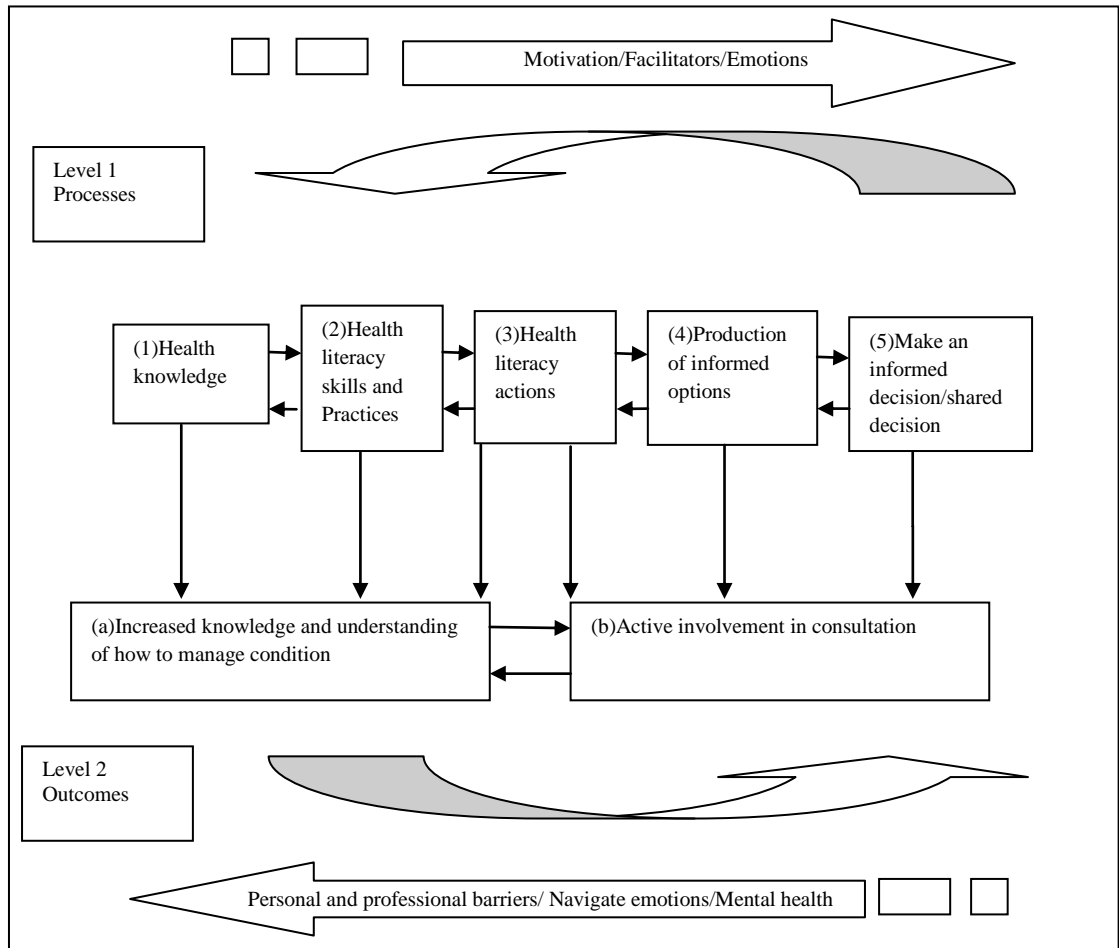 Motivation/Facilitators/Emotions
Level 1
Processes
(1)Health
knowledge
(2)Health
literacy
skills and
Practices
(3)Health
literacy
actions
(4)Production
of informed
options
(5)Make an
informed
decision/shared
decision
(a)Increased knowledge and understanding
of how to manage condition
(b)Active involvement in consultation
Level 2
Outcomes
Personal and professional barriers/ Navigate emotions/Mental health